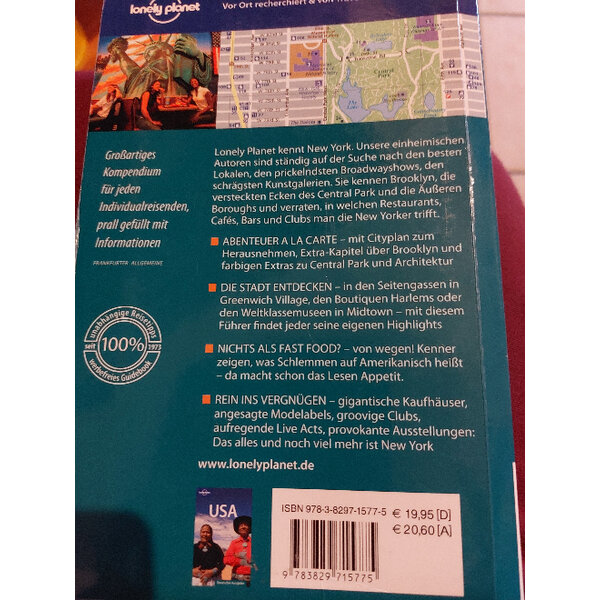 lonely planet
Vor Ort recherchiert &
Central Park
Großartiges
Kompendium
für jeden
Individualreisenden,
prall gefüllt mit
Informationen
FRANKFURTER ALLGEMEINE
Lonely Planet kennt New York. Unsere einheimischen
Autoren sind ständig auf der Suche nach den besten
Lokalen, den prickelndsten Broadwayshows, den
schrägsten Kunstgalerien. Sie kennen Brooklyn, die
versteckten Ecken des Central Park und die Äußeren
Boroughs und verraten, in welchen Restaurants,
Cafés, Bars und Clubs man die New Yorker trifft.
ABENTEUER A LA CARTE – mit Cityplan zum
Herausnehmen, Extra-Kapitel über Brooklyn und
farbigen Extras zu Central Park und Architektur
DIE STADT ENTDECKEN – in den Seitengassen in
Greenwich Village, den Boutiquen Harlems oder
den Weltklassemuseen in Midtown – mit diesem
Führer findet jeder seine eigenen Highlights
NICHTS ALS FAST FOOD? – von wegen! Kenner
zeigen, was Schlemmen auf Amerikanisch heißt
– da macht schon das Lesen Appetit.
REIN INS VERGNÜGEN – gigantische Kaufhäuser,
angesagte Modelabels, groovige Clubs,
aufregende Live Acts, provokante Ausstellungen:
Das alles und noch viel mehr ist New York
www.lonelyplanet.de
unabhängige Reisetipps
seit 100% 1973
werbefreies Guidebook
USA
ISBN 978-3-8297-1577-5
€ 19,95 [D]
€ 20,60 [A]
9 783829 715775